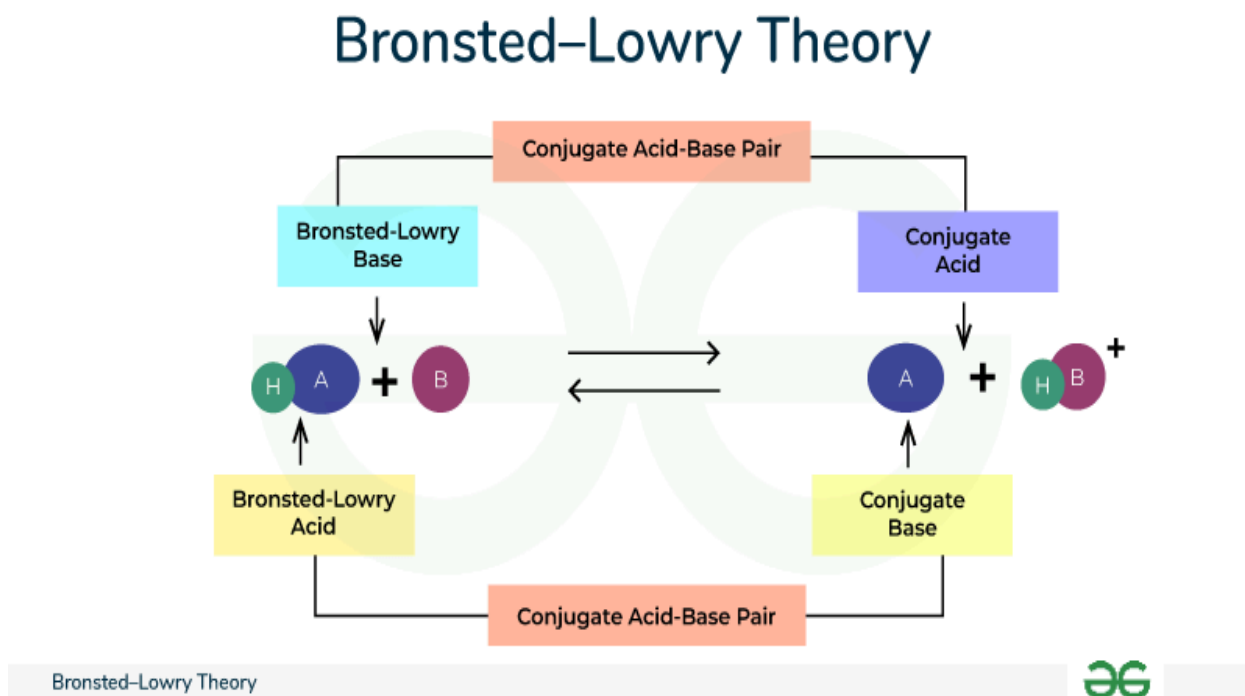 Bronsted–Lowry Theory
Conjugate Acid-Base Pair
Bronsted-Lowry
Base
Conjugate
Acid
H A + B
A + H B +
Bronsted-Lowry
Acid
Conjugate
Base
Conjugate Acid-Base Pair
Bronsted–Lowry Theory